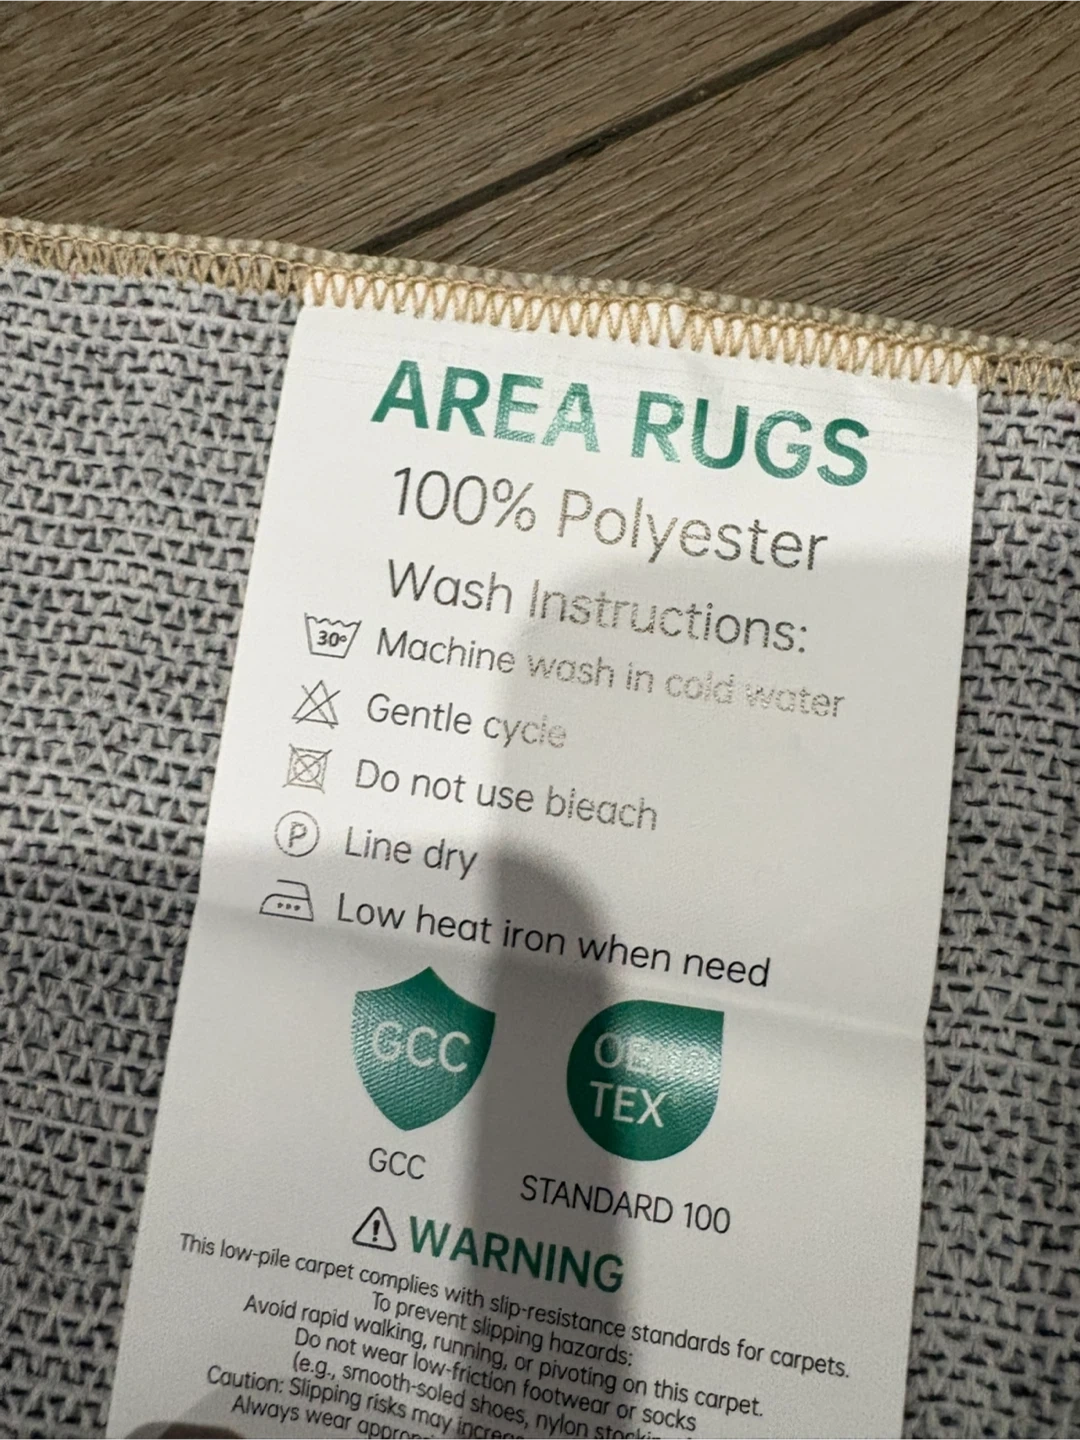 AREA RUGS
100% Polyester
Wash Instructions:
30° Machine wash in cold water
Gentle cycle
Do not use bleach
P Line dry
Low heat iron when need
GCC
OEKO
TEX
GCC
STANDARD 100
WARNING
This low-pile carpet complies with slip-resistance standards for carpets.
To prevent slipping hazards:
Avoid rapid walking, running, or pivoting on this carpet.
Do not wear low-friction footwear or socks
(e.g., smooth-soled shoes, nylon
Caution: Slipping risks may
Always wear